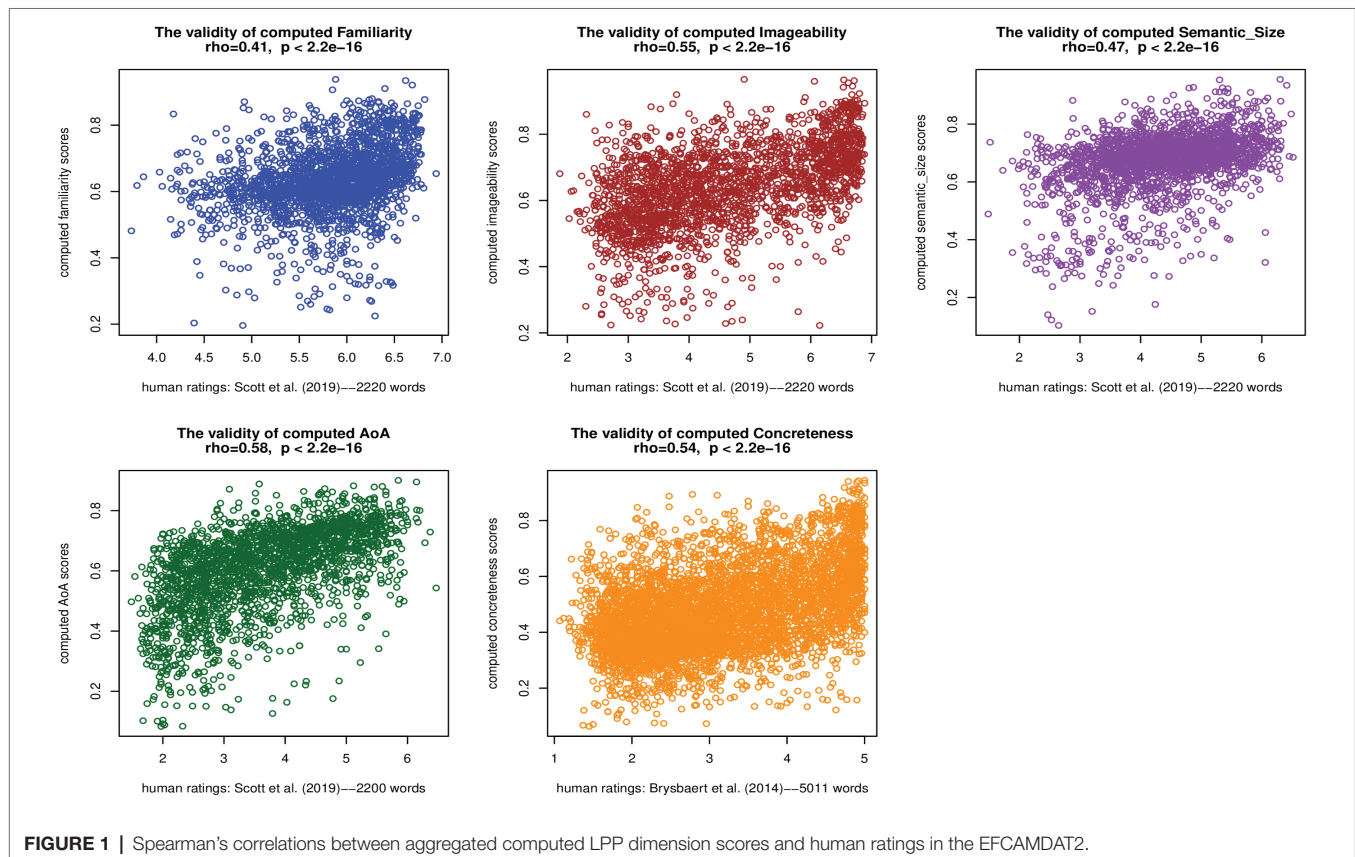 The validity of computed Familiarity
rho=0.41, p < 2.2e−16
computed familiarity scores
0.8
0.6
0.4
0.2
4.0 4.5 5.0 5.5 6.0 6.5 7.0
human ratings: Scott et al. (2019)−−2220 words
The validity of computed Imageability
rho=0.55, p < 2.2e−16
computed imageability scores
0.8
0.6
0.4
0.2
2 3 4 5 6 7
human ratings: Scott et al. (2019)−−2220 words
The validity of computed Semantic_Size
rho=0.47, p < 2.2e−16
computed semantic_size scores
0.8
0.6
0.4
0.2
2 3 4 5 6
human ratings: Scott et al. (2019)−−2220 words
The validity of computed AoA
rho=0.58, p < 2.2e−16
computed AoA scores
0.8
0.6
0.4
0.2
2 3 4 5 6
human ratings: Scott et al. (2019)−−2200 words
The validity of computed Concreteness
rho=0.54, p < 2.2e−16
computed concreteness scores
0.8
0.6
0.4
0.2
1 2 3 4 5
human ratings: Brysbaert et al. (2014)−−5011 words
FIGURE 1 | Spearman's correlations between aggregated computed LPP dimension scores and human ratings in the EFCAMDAT2.